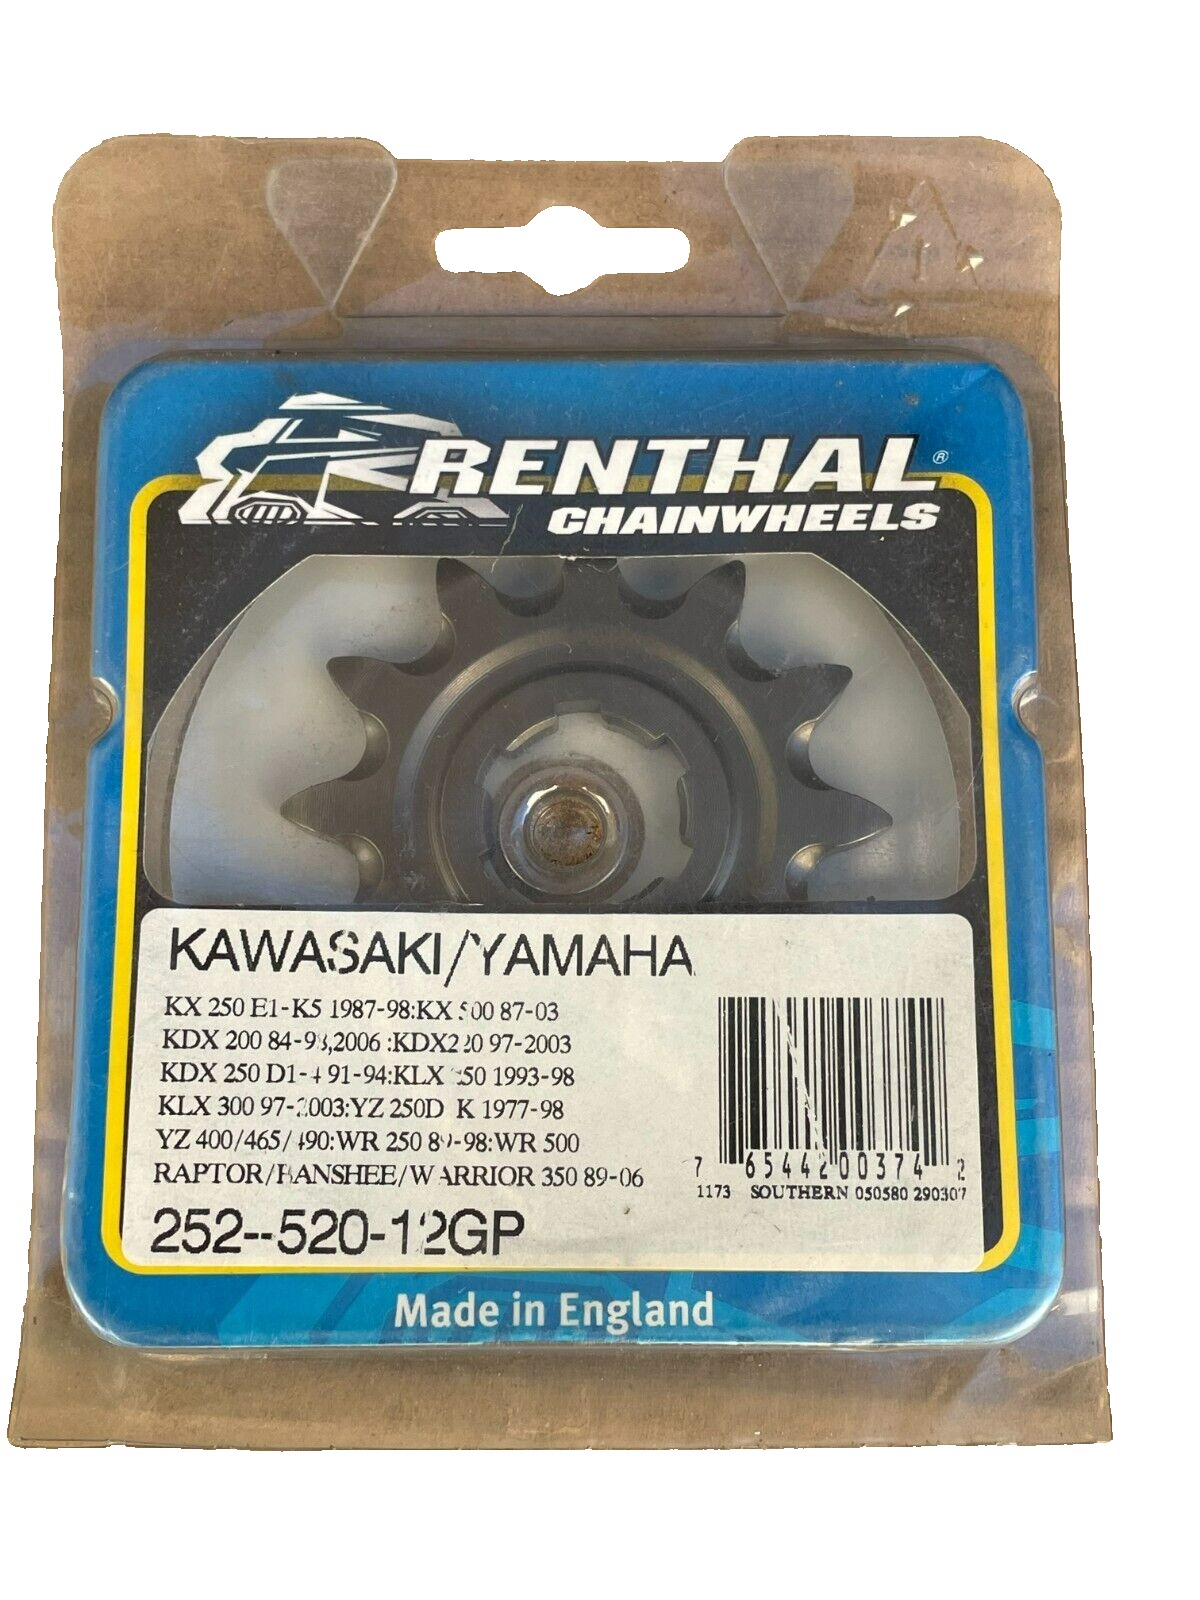 RENTHAL®
CHAINWHEELS
KAWASAKI/YAMAHA
KX 250 E1-K5 1987-98:KX 500 87-03
KDX 200 84-98,2006 :KDX220 97-2003
KDX 250 D1-4 91-94:KLX 250 1993-98
KLX 300 97-2003:YZ 250D K 1977-98
YZ 400/465/490:WR 250 89-98:WR 500
RAPTOR/BANSHEE/WARRIOR 350 89-06
252--520-12GP
7 65442 00374 2
1173 SOUTHERN 050580 290307
Made in England